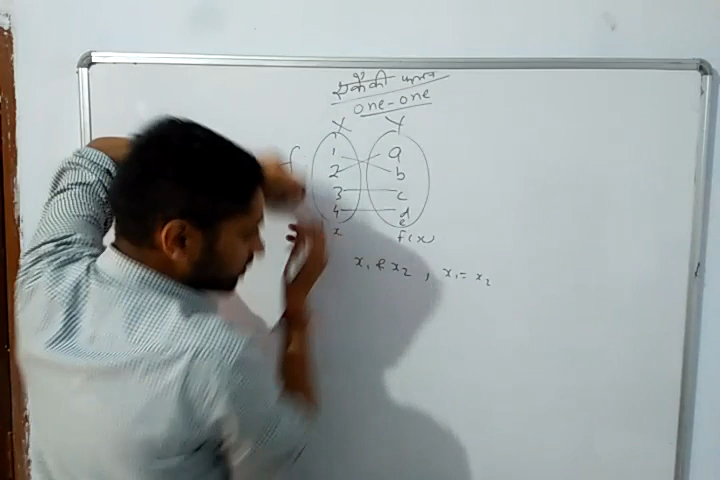 एकैकी फलन
one-one
X Y
f
1 a
2 b
3 c
4 d
e
x f(x)
x₁ & x₂ , x₁ = x₂